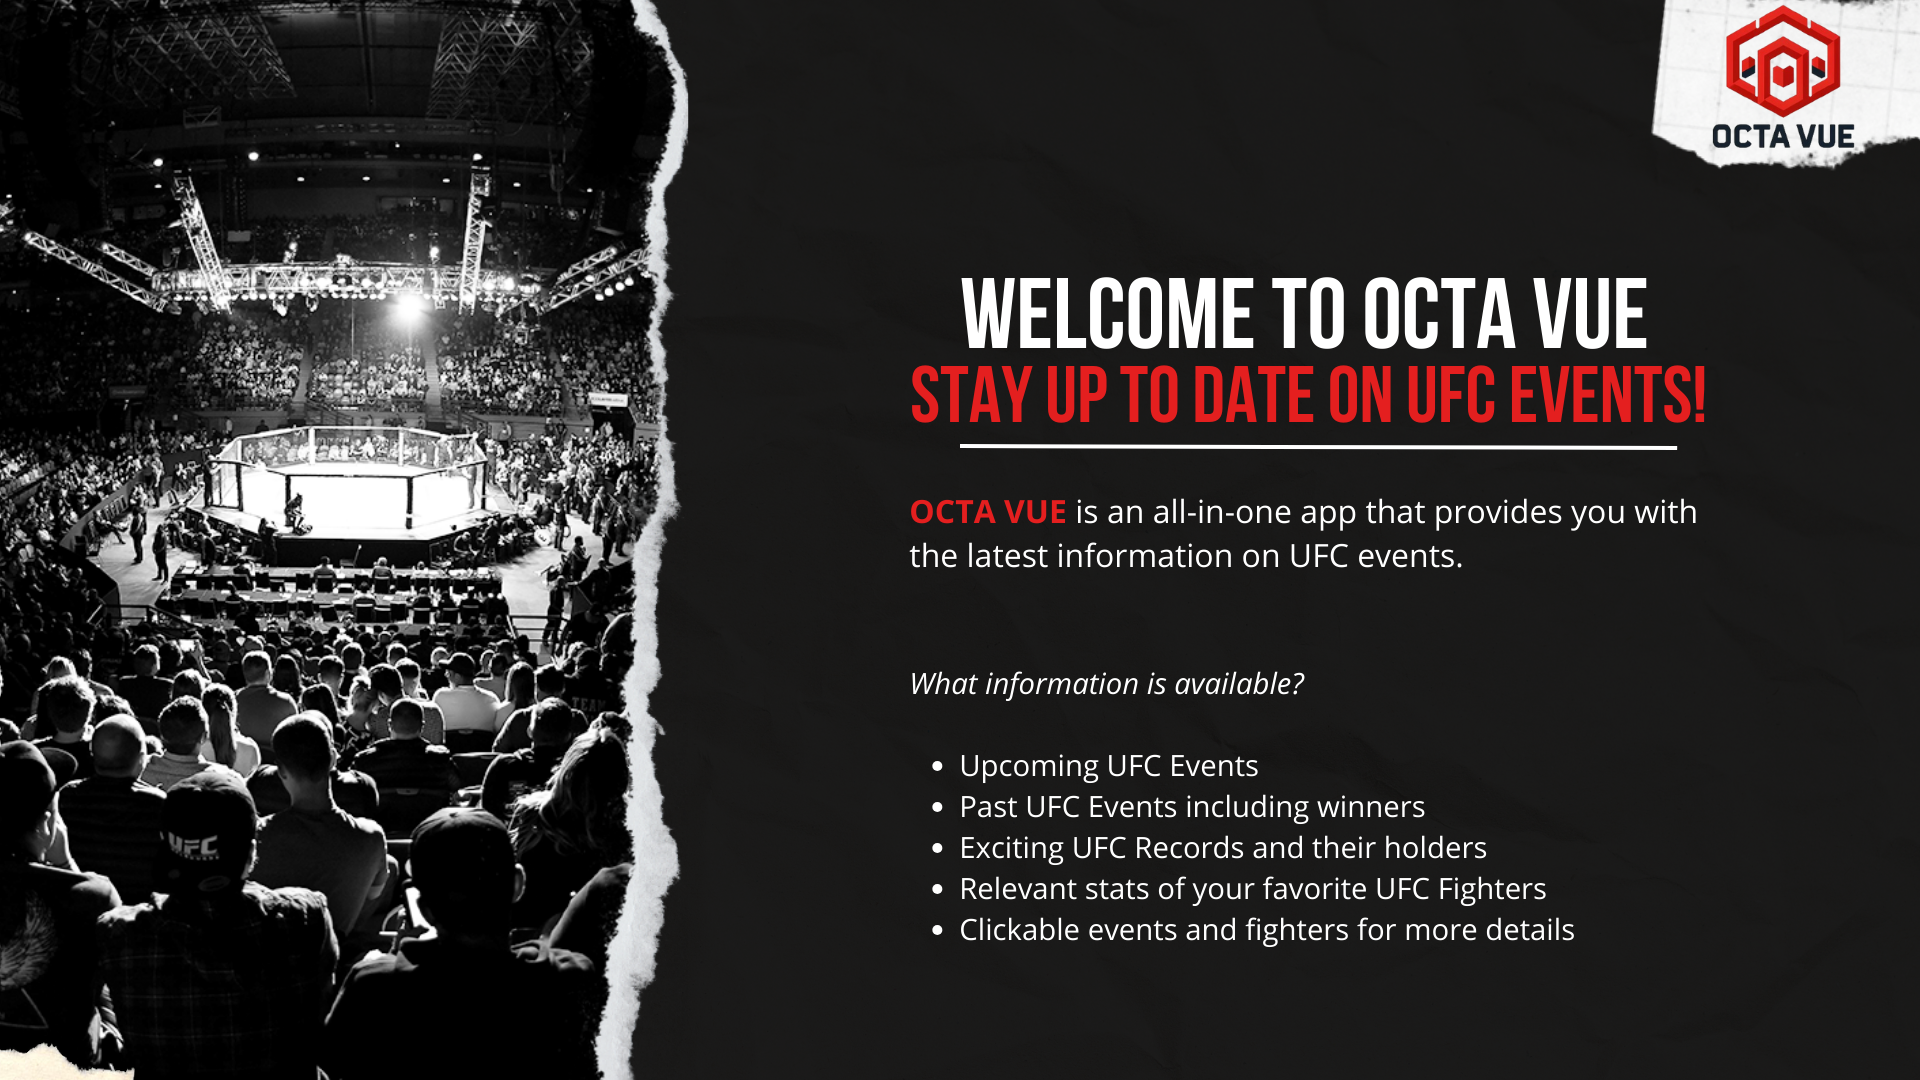 OCTA VUE
WELCOME TO OCTA VUE
STAY UP TO DATE ON UFC EVENTS!
OCTA VUE is an all-in-one app that provides you with
the latest information on UFC events.
What information is available?
• Upcoming UFC Events
• Past UFC Events including winners
• Exciting UFC Records and their holders
• Relevant stats of your favorite UFC Fighters
• Clickable events and fighters for more details
TEAM
UFC